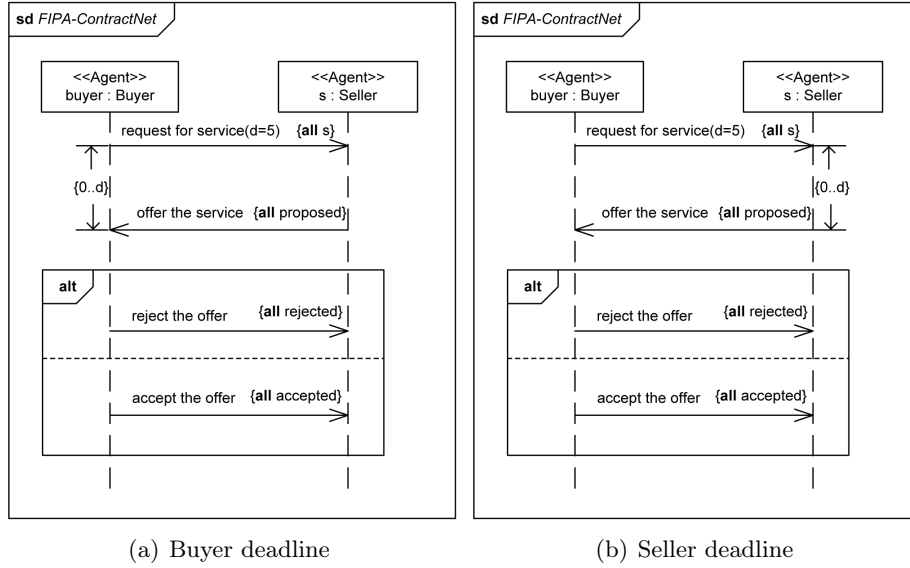 sd FIPA-ContractNet
<<Agent>>
buyer : Buyer
<<Agent>>
s : Seller
request for service(d=5) {all s}
{0..d}
offer the service {all proposed}
alt
reject the offer {all rejected}
accept the offer {all accepted}
(a) Buyer deadline
sd FIPA-ContractNet
<<Agent>>
buyer : Buyer
<<Agent>>
s : Seller
request for service(d=5) {all s}
{0..d}
offer the service {all proposed}
alt
reject the offer {all rejected}
accept the offer {all accepted}
(b) Seller deadline